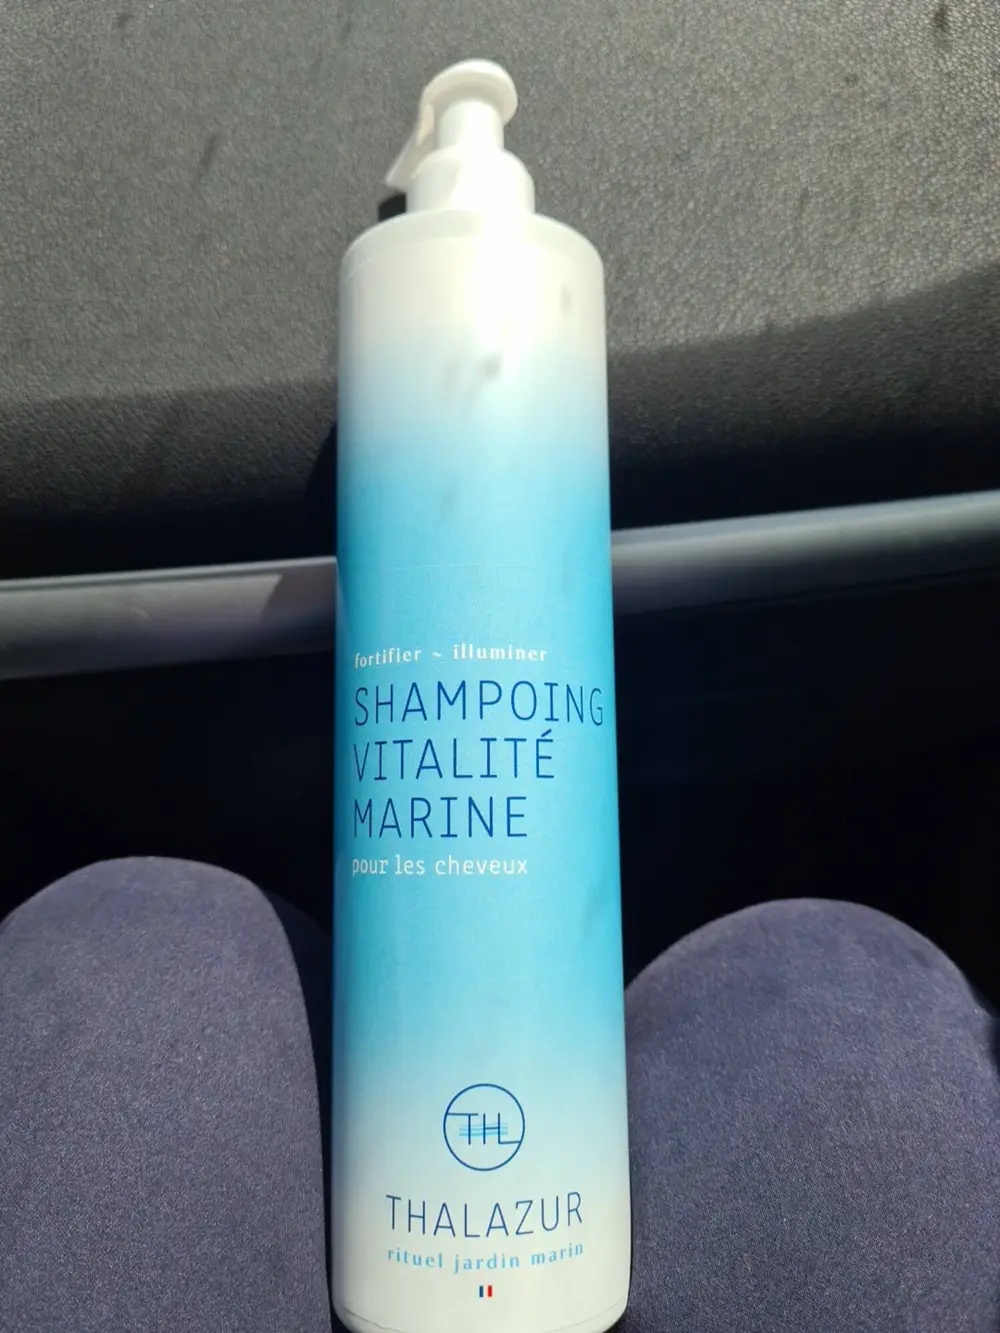 fortifier ~ illuminer
SHAMPOING
VITALITÉ
MARINE
pour les cheveux
TH
THALAZUR
rituel jardin marin